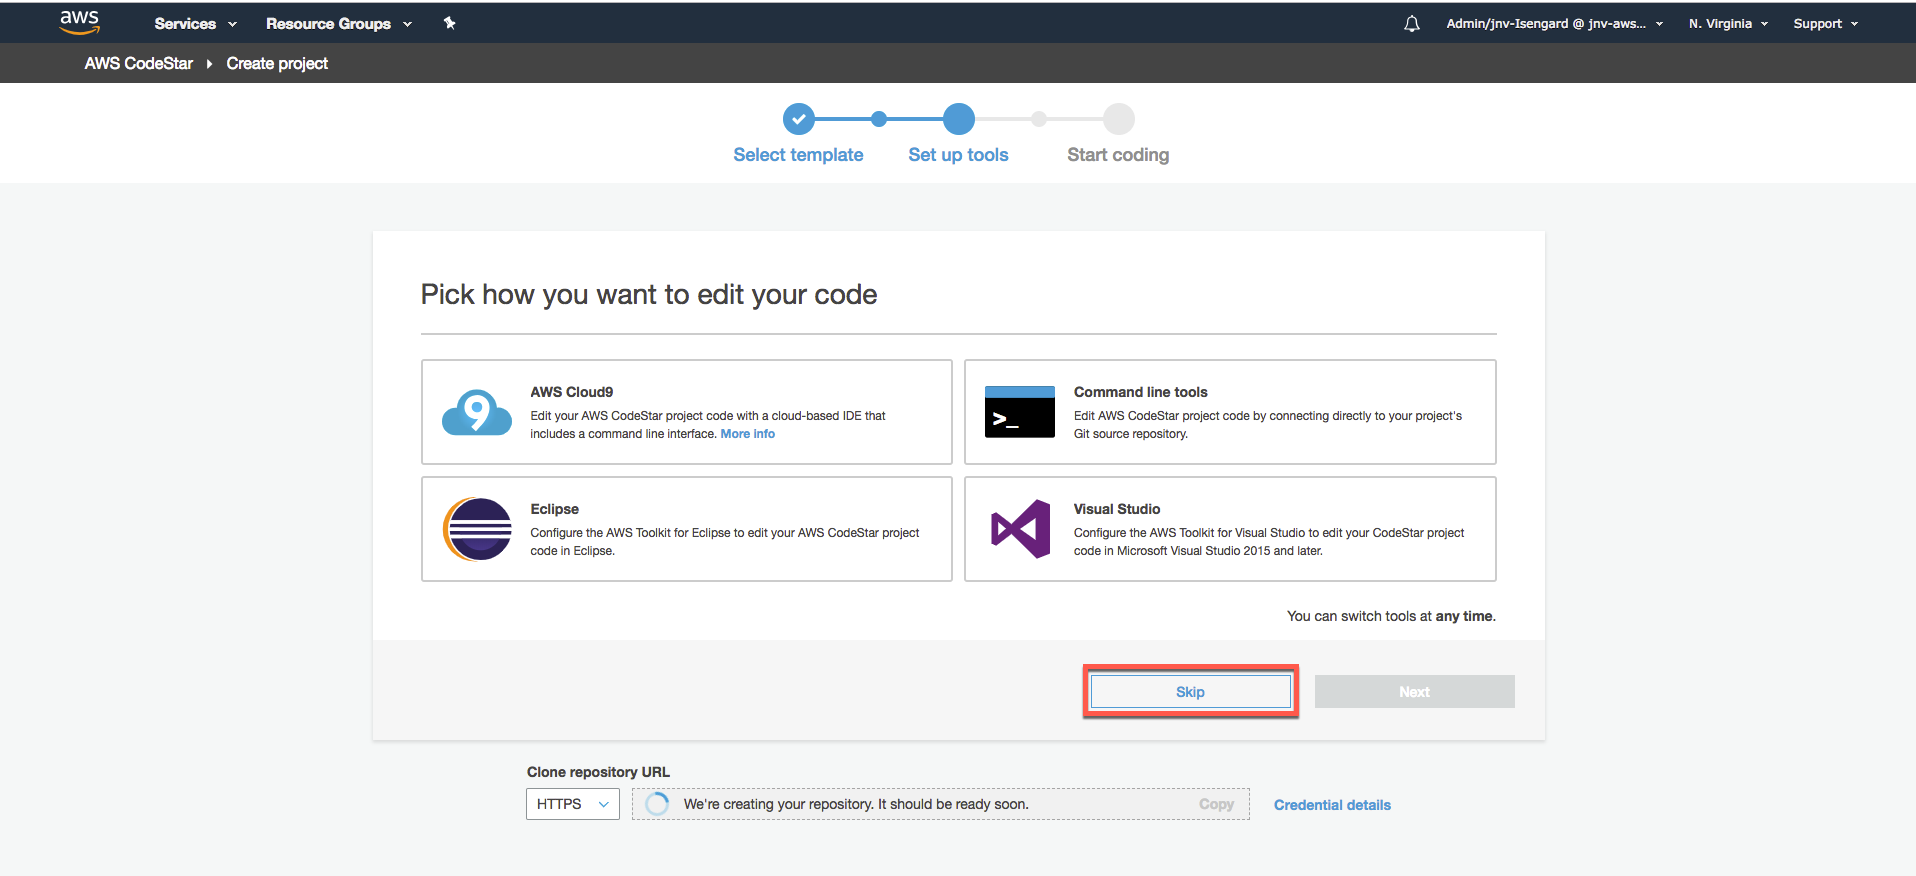 aws
Services
Resource Groups
Admin/jnv-Isengard @ jnv-aws...
N. Virginia
Support
AWS CodeStar
Create project
Select template
Set up tools
Start coding
Pick how you want to edit your code
9
AWS Cloud9
Edit your AWS CodeStar project code with a cloud-based IDE that
includes a command line interface. More info
>_
Command line tools
Edit AWS CodeStar project code by connecting directly to your project's
Git source repository.
Eclipse
Configure the AWS Toolkit for Eclipse to edit your AWS CodeStar project
code in Eclipse.
Visual Studio
Configure the AWS Toolkit for Visual Studio to edit your CodeStar project
code in Microsoft Visual Studio 2015 and later.
You can switch tools at any time.
Skip
Next
Clone repository URL
HTTPS
We're creating your repository. It should be ready soon.
Copy
Credential details